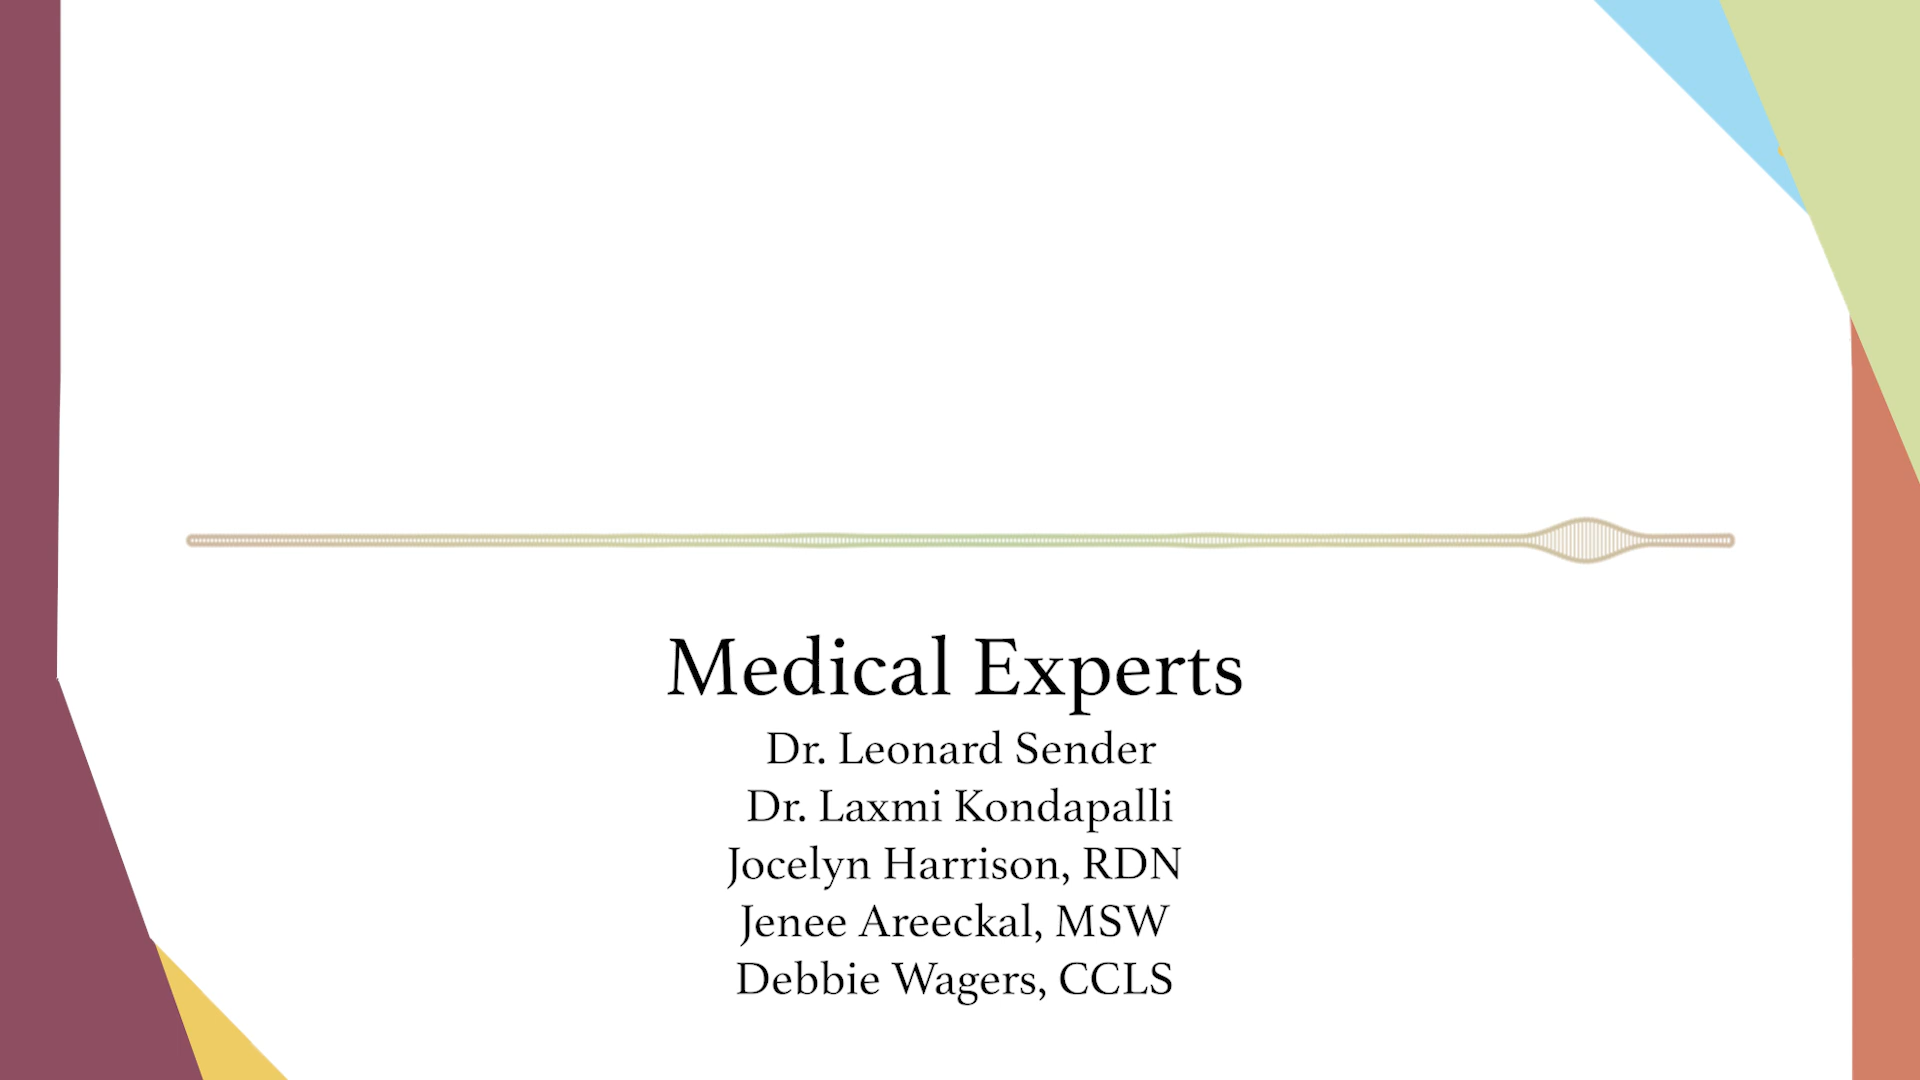 Medical Experts
Dr. Leonard Sender
Dr. Laxmi Kondapalli
Jocelyn Harrison, RDN
Jenee Areeckal, MSW
Debbie Wagers, CCLS